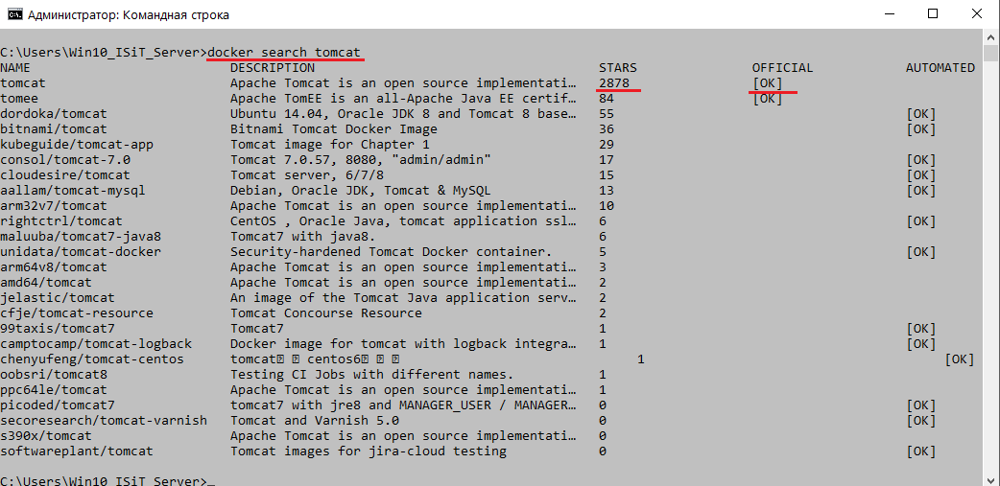 Администратор: Командная строка
C:\Users\Win10_ISiT_Server>docker search tomcat
NAME DESCRIPTION STARS OFFICIAL AUTOMATED
tomcat Apache Tomcat is an open source implementati… 2878 [OK]
tomee Apache TomEE is an all-Apache Java EE certif… 84 [OK]
dordoka/tomcat Ubuntu 14.04, Oracle JDK 8 and Tomcat 8 base… 55 [OK]
bitnami/tomcat Bitnami Tomcat Docker Image 36 [OK]
kubeguide/tomcat-app Tomcat image for Chapter 1 29
consol/tomcat-7.0 Tomcat 7.0.57, 8080, "admin/admin" 17 [OK]
cloudesire/tomcat Tomcat server, 6/7/8 15 [OK]
aallam/tomcat-mysql Debian, Oracle JDK, Tomcat & MySQL 13 [OK]
arm32v7/tomcat Apache Tomcat is an open source implementati… 10
rightctrl/tomcat CentOS , Oracle Java, tomcat application ssl… 6 [OK]
maluuba/tomcat7-java8 Tomcat7 with java8. 6
unidata/tomcat-docker Security-hardened Tomcat Docker container. 5 [OK]
arm64v8/tomcat Apache Tomcat is an open source implementati… 3
amd64/tomcat Apache Tomcat is an open source implementati… 2
jelastic/tomcat An image of the Tomcat Java application serv… 2
cfje/tomcat-resource Tomcat Concourse Resource 2
99taxis/tomcat7 Tomcat7 1 [OK]
camptocamp/tomcat-logback Docker image for tomcat with logback integra… 1 [OK]
chenyufeng/tomcat-centos tomcat centos6 1 [OK]
oobsri/tomcat8 Testing CI Jobs with different names. 1
ppc64le/tomcat Apache Tomcat is an open source implementati… 1
picoded/tomcat7 tomcat7 with jre8 and MANAGER_USER / MANAGER… 0 [OK]
secoresearch/tomcat-varnish Tomcat and Varnish 5.0 0 [OK]
s390x/tomcat Apache Tomcat is an open source implementati… 0
softwareplant/tomcat Tomcat images for jira-cloud testing 0 [OK]
C:\Users\Win10_ISiT_Server>_